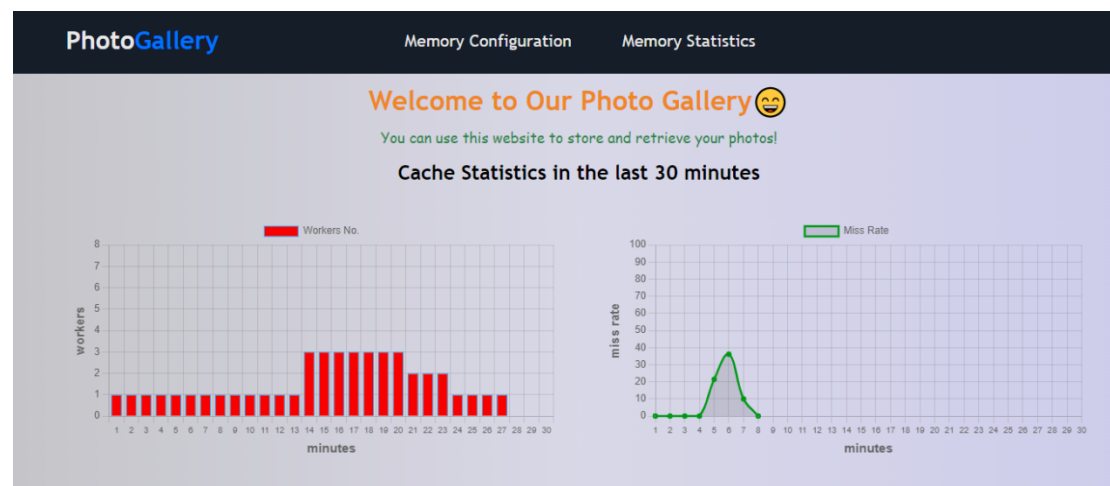 PhotoGallery Memory Configuration Memory Statistics
Welcome to Our Photo Gallery😄
You can use this website to store and retrieve your photos!
Cache Statistics in the last 30 minutes
Workers No.
8
7
6
5
4
3
2
1
0
workers
1 2 3 4 5 6 7 8 9 10 11 12 13 14 15 16 17 18 19 20 21 22 23 24 25 26 27 28 29 30
minutes
Miss Rate
100
90
80
70
60
50
40
30
20
10
0
miss rate
1 2 3 4 5 6 7 8 9 10 11 12 13 14 15 16 17 18 19 20 21 22 23 24 25 26 27 28 29 30
minutes